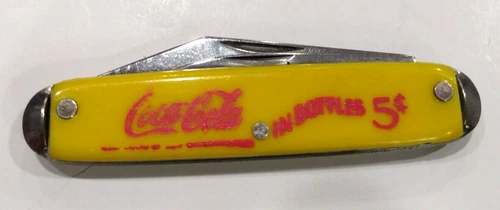 Coca-Cola IN BOTTLES 5¢